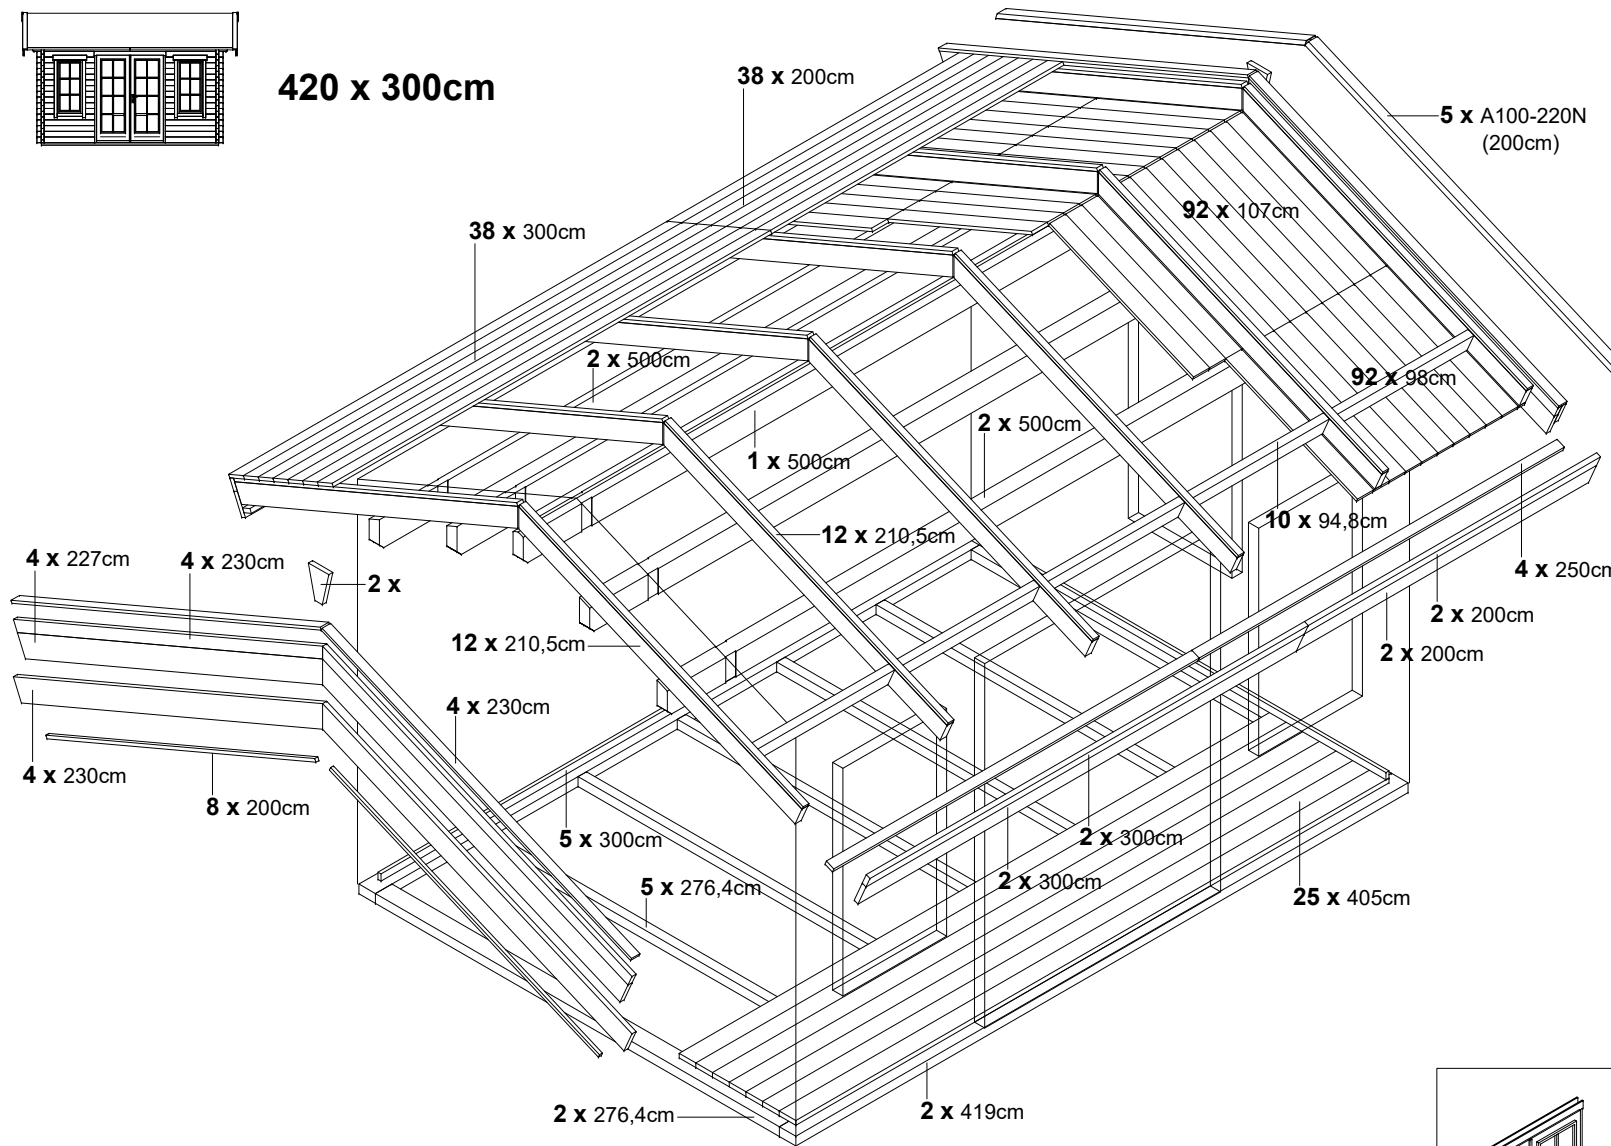 420 x 300cm
38 x 200cm
5 x A100-220N
(200cm)
92 x 107cm
38 x 300cm
2 x 500cm
92 x 98cm
2 x 500cm
1 x 500cm
10 x 94,8cm
12 x 210,5cm
4 x 227cm
4 x 230cm
2 x
4 x 250cm
2 x 200cm
12 x 210,5cm
2 x 200cm
4 x 230cm
4 x 230cm
8 x 200cm
5 x 300cm
2 x 300cm
2 x 300cm
5 x 276,4cm
25 x 405cm
2 x 276,4cm
2 x 419cm